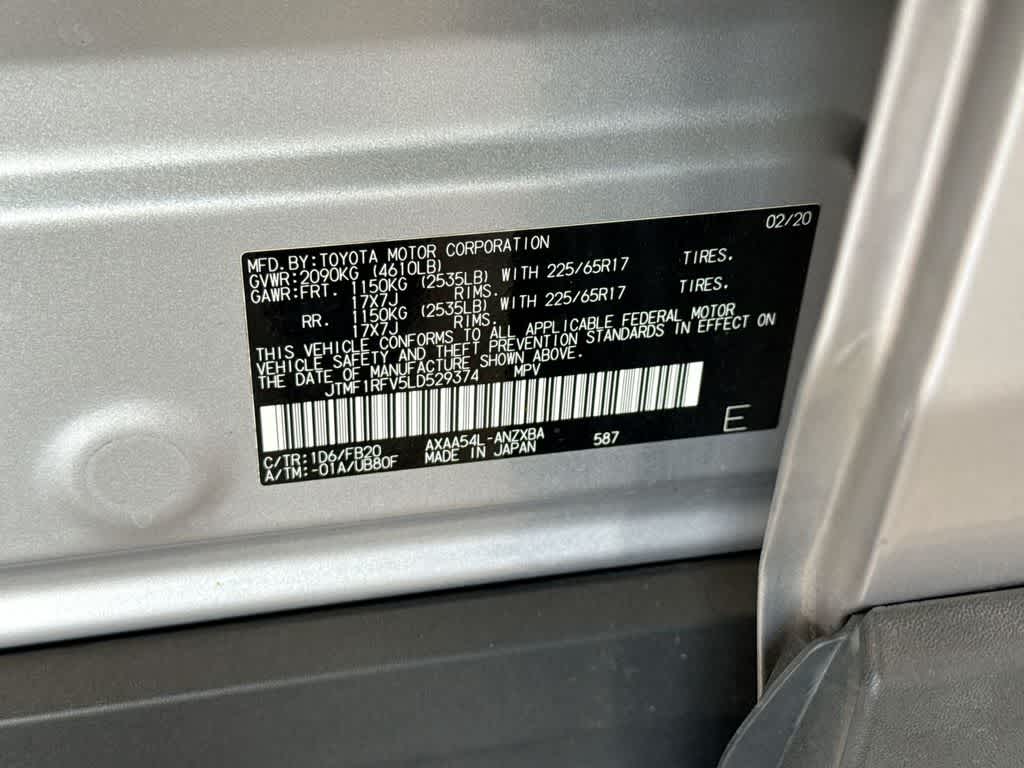 02/20
MFD.BY:TOYOTA MOTOR CORPORATION
GVWR:2090KG (4610LB)
GAWR:FRT. 1150KG (2535LB) WITH 225/65R17 TIRES.
17X7J RIMS.
RR. 1150KG (2535LB) WITH 225/65R17 TIRES.
17X7J RIMS.
THIS VEHICLE CONFORMS TO ALL APPLICABLE FEDERAL MOTOR
VEHICLE SAFETY AND THEFT PREVENTION STANDARDS IN EFFECT ON
THE DATE OF MANUFACTURE SHOWN ABOVE.
JTMF1RFV5LD529374 MPV
C/TR:1D6/FB20 AXAA54L-ANZXBA 587 E
A/TM:-01A/UB80F MADE IN JAPAN